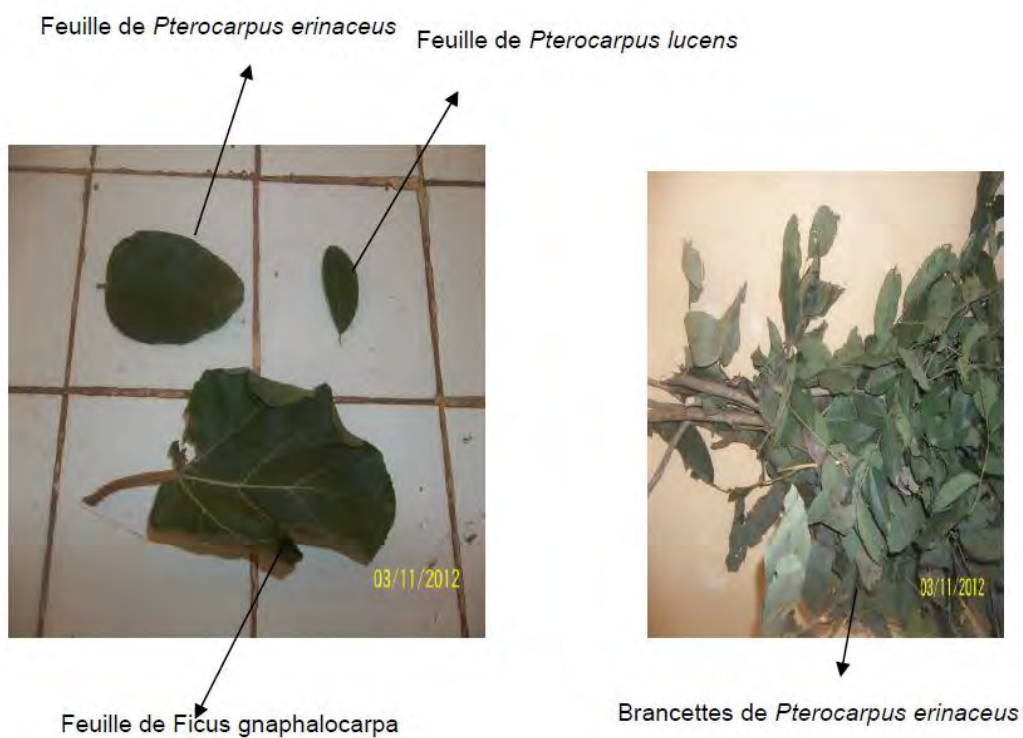 Feuille de Pterocarpus erinaceus
Feuille de Pterocarpus lucens
03/11/2012
03/11/2012
Feuille de Ficus gnaphalocarpa
Brancettes de Pterocarpus erinaceus